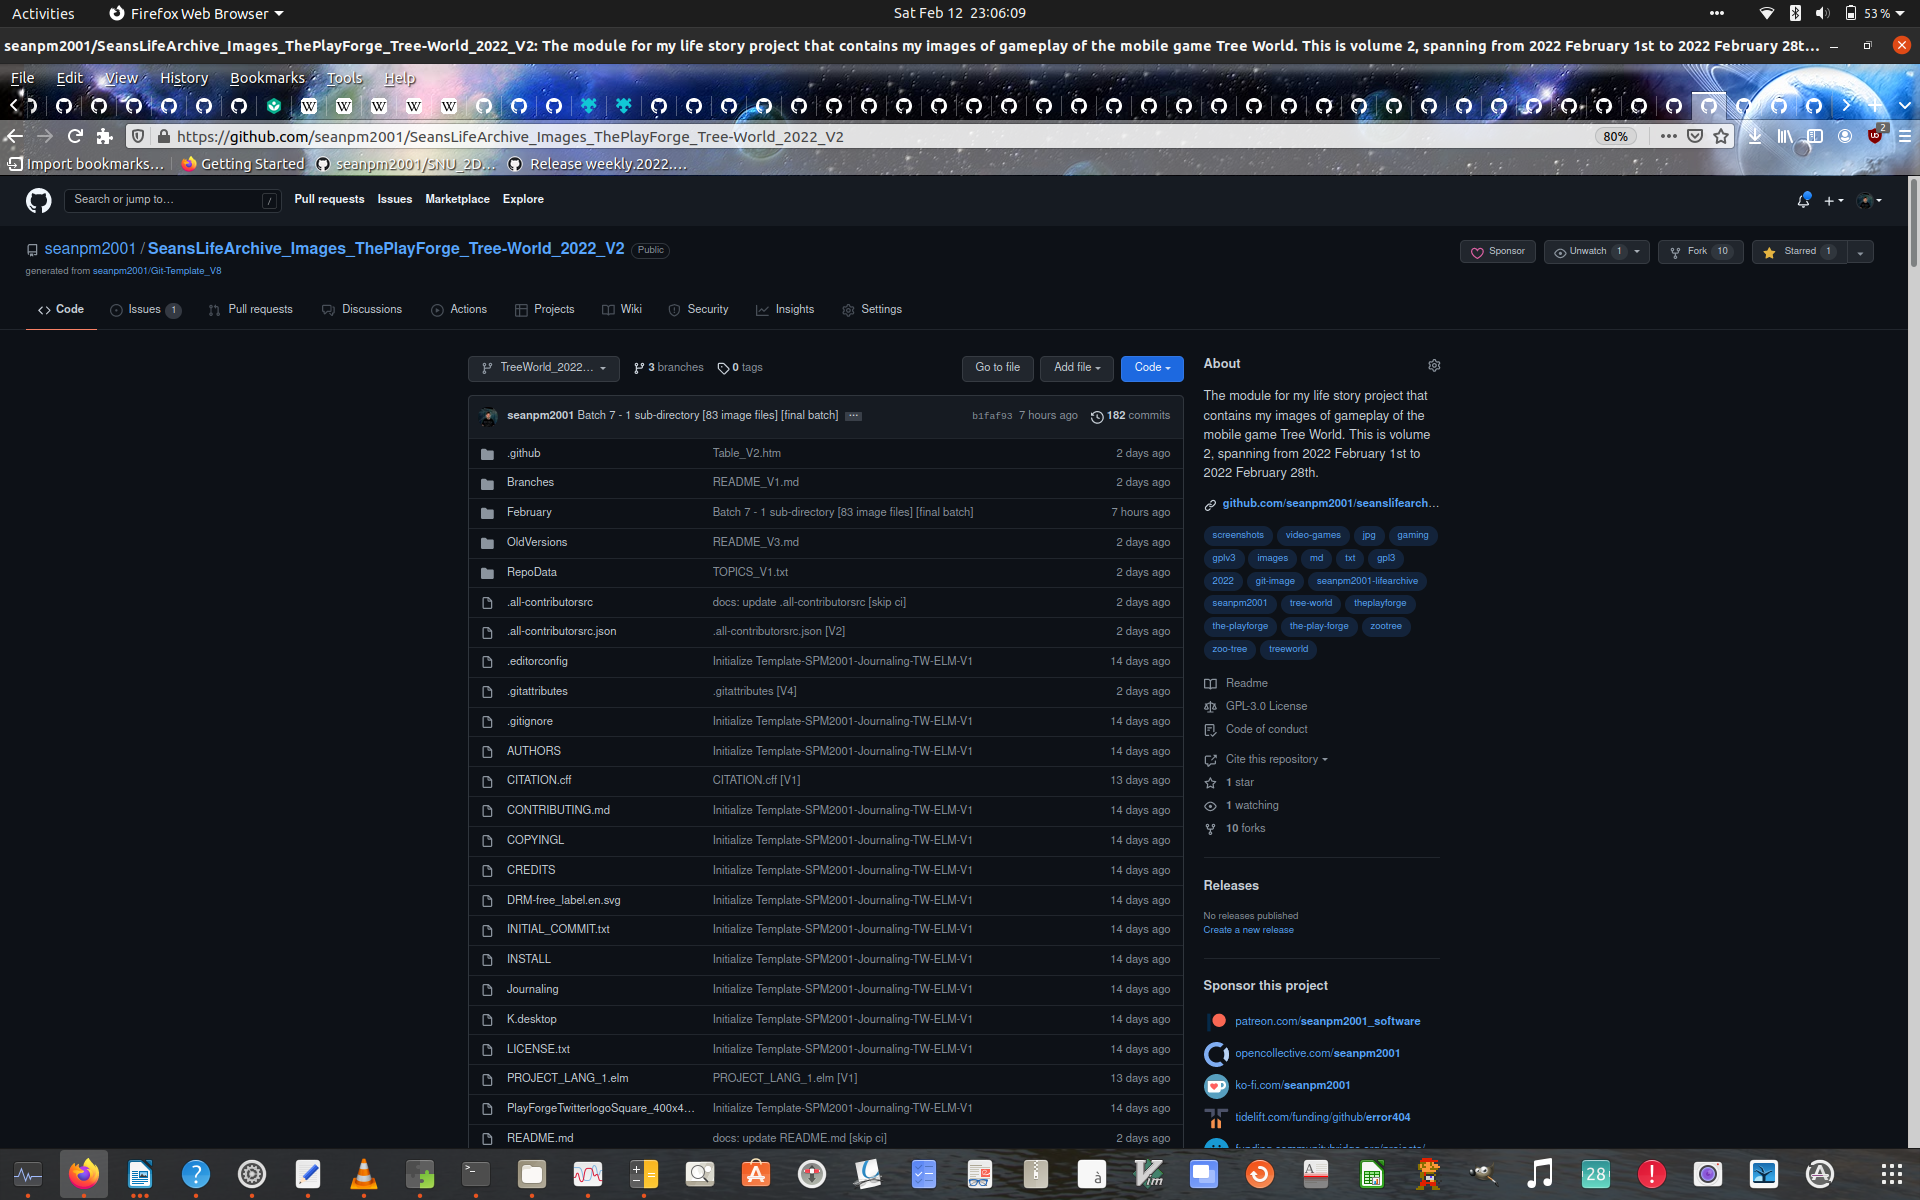 Activities
Firefox Web Browser
Sat Feb 12 23:06:09
53 %
seanpm2001/SeansLifeArchive_Images_ThePlayForge_Tree-World_2022_V2: The module for my life story project that contains my images of gameplay of the mobile game Tree World. This is volume 2, spanning from 2022 February 1st to 2022 February 28t...
File Edit View History Bookmarks Tools Help
https://github.com/seanpm2001/SeansLifeArchive_Images_ThePlayForge_Tree-World_2022_V2
80%
2
Import bookmarks... Getting Started seanpm2001/SNU_2D... Release weekly.2022....
Search or jump to... /
Pull requests Issues Marketplace Explore
seanpm2001 / SeansLifeArchive_Images_ThePlayForge_Tree-World_2022_V2 Public
Sponsor Unwatch 1 Fork 10 Starred 1
generated from seanpm2001/Git-Template_V8
Code Issues 1 Pull requests Discussions Actions Projects Wiki Security Insights Settings
TreeWorld_2022... 3 branches 0 tags Go to file Add file Code
seanpm2001 Batch 7 - 1 sub-directory [83 image files] [final batch] ... b1faf93 7 hours ago 182 commits
.github Table_V2.htm 2 days ago
Branches README_V1.md 2 days ago
February Batch 7 - 1 sub-directory [83 image files] [final batch] 7 hours ago
OldVersions README_V3.md 2 days ago
RepoData TOPICS_V1.txt 2 days ago
.all-contributorsrc docs: update .all-contributorsrc [skip ci] 2 days ago
.all-contributorsrc.json .all-contributorsrc.json [V2] 2 days ago
.editorconfig Initialize Template-SPM2001-Journaling-TW-ELM-V1 14 days ago
.gitattributes .gitattributes [V4] 2 days ago
.gitignore Initialize Template-SPM2001-Journaling-TW-ELM-V1 14 days ago
AUTHORS Initialize Template-SPM2001-Journaling-TW-ELM-V1 14 days ago
CITATION.cff CITATION.cff [V1] 13 days ago
CONTRIBUTING.md Initialize Template-SPM2001-Journaling-TW-ELM-V1 14 days ago
COPYINGL Initialize Template-SPM2001-Journaling-TW-ELM-V1 14 days ago
CREDITS Initialize Template-SPM2001-Journaling-TW-ELM-V1 14 days ago
DRM-free_label.en.svg Initialize Template-SPM2001-Journaling-TW-ELM-V1 14 days ago
INITIAL_COMMIT.txt Initialize Template-SPM2001-Journaling-TW-ELM-V1 14 days ago
INSTALL Initialize Template-SPM2001-Journaling-TW-ELM-V1 14 days ago
Journaling Initialize Template-SPM2001-Journaling-TW-ELM-V1 14 days ago
K.desktop Initialize Template-SPM2001-Journaling-TW-ELM-V1 14 days ago
LICENSE.txt Initialize Template-SPM2001-Journaling-TW-ELM-V1 14 days ago
PROJECT_LANG_1.elm PROJECT_LANG_1.elm [V1] 13 days ago
PlayForgeTwitterlogoSquare_400x4... Initialize Template-SPM2001-Journaling-TW-ELM-V1 14 days ago
README.md docs: update README.md [skip ci] 2 days ago
About
The module for my life story project that
contains my images of gameplay of the
mobile game Tree World. This is volume
2, spanning from 2022 February 1st to
2022 February 28th.
github.com/seanpm2001/seanslifearch...
screenshots video-games jpg gaming
gplv3 images md txt gpl3
2022 git-image seanpm2001-lifearchive
seanpm2001 tree-world theplayforge
the-playforge the-play-forge zootree
zoo-tree treeworld
Readme
GPL-3.0 License
Code of conduct
Cite this repository
1 star
1 watching
10 forks
Releases
No releases published
Create a new release
Sponsor this project
patreon.com/seanpm2001_software
opencollective.com/seanpm2001
ko-fi.com/seanpm2001
tidelift.com/funding/github/error404
28